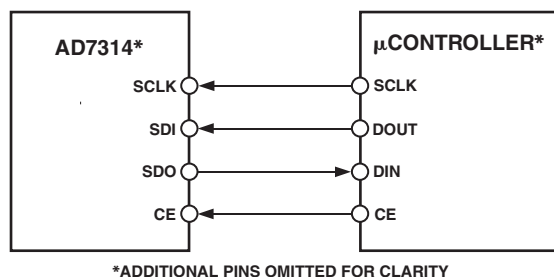 AD7314*
μCONTROLLER*
SCLK
SCLK
SDI
DOUT
SDO
DIN
CE
CE
*ADDITIONAL PINS OMITTED FOR CLARITY